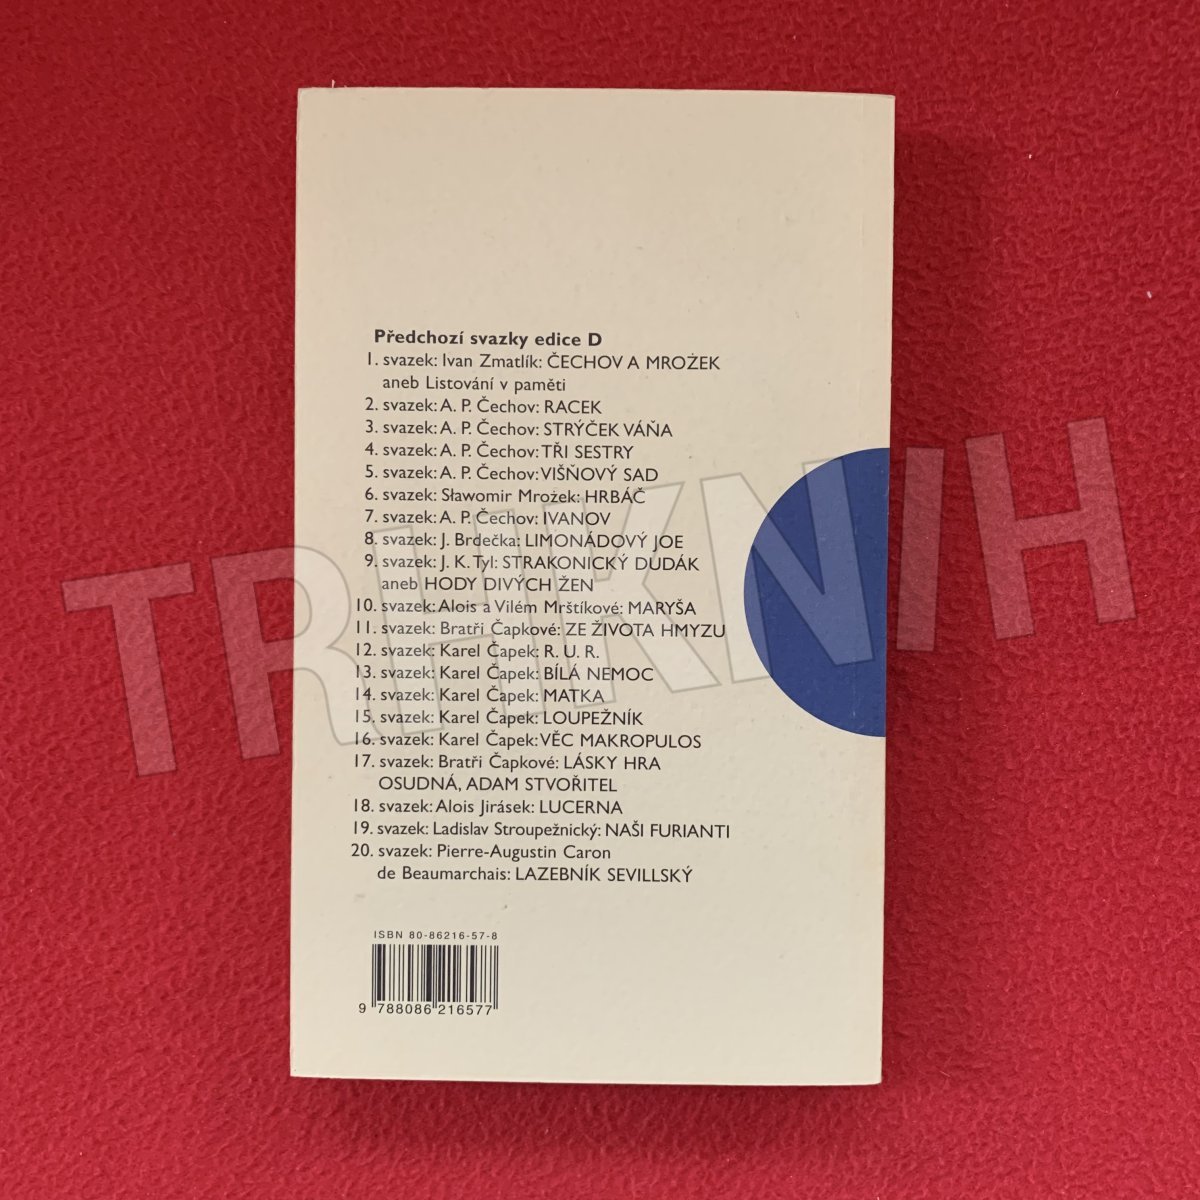 Předchozí svazky edice D
1. svazek: Ivan Zmatlík: ČECHOV A MROŻEK
aneb Listování v paměti
2. svazek: A. P. Čechov: RACEK
3. svazek: A. P. Čechov: STRÝČEK VÁŇA
4. svazek: A. P. Čechov: TŘI SESTRY
5. svazek: A. P. Čechov: VIŠŇOVÝ SAD
6. svazek: Sławomir Mrożek: HRBÁČ
7. svazek: A. P. Čechov: IVANOV
8. svazek: J. Brdečka: LIMONÁDOVÝ JOE
9. svazek: J. K. Tyl: STRAKONICKÝ DUDÁK
aneb HODY DIVÝCH ŽEN
10. svazek: Alois a Vilém Mrštíkové: MARYŠA
11. svazek: Bratři Čapkové: ZE ŽIVOTA HMYZU
12. svazek: Karel Čapek: R. U. R.
13. svazek: Karel Čapek: BÍLÁ NEMOC
14. svazek: Karel Čapek: MATKA
15. svazek: Karel Čapek: LOUPEŽNÍK
16. svazek: Karel Čapek: VĚC MAKROPULOS
17. svazek: Bratři Čapkové: LÁSKY HRA
OSUDNÁ, ADAM STVOŘITEL
18. svazek: Alois Jirásek: LUCERNA
19. svazek: Ladislav Stroupežnický: NAŠI FURIANTI
20. svazek: Pierre-Augustin Caron
de Beaumarchais: LAZEBNÍK SEVILLSKÝ
ISBN 80-86216-57-8
9 788086 216577
TRHKNIH